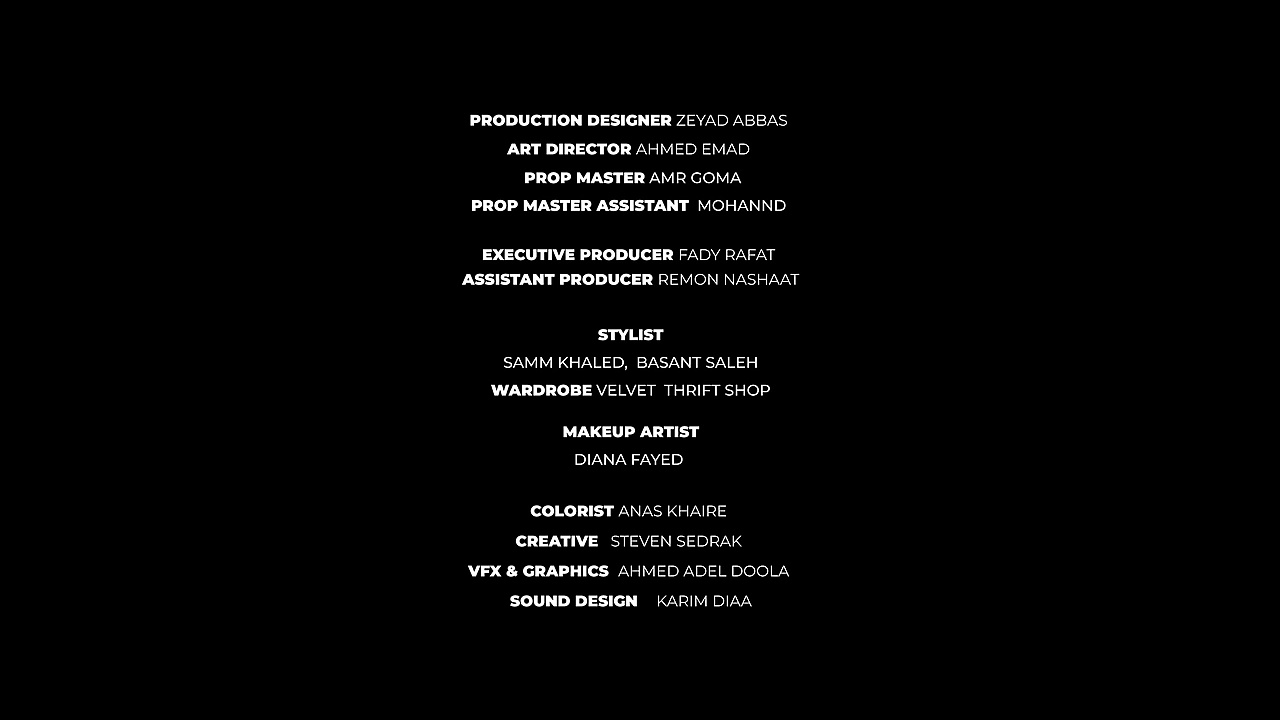 PRODUCTION DESIGNER ZEYAD ABBAS
ART DIRECTOR AHMED EMAD
PROP MASTER AMR GOMA
PROP MASTER ASSISTANT MOHANND
EXECUTIVE PRODUCER FADY RAFAT
ASSISTANT PRODUCER REMON NASHAAT
STYLIST
SAMM KHALED, BASANT SALEH
WARDROBE VELVET THRIFT SHOP
MAKEUP ARTIST
DIANA FAYED
COLORIST ANAS KHAIRE
CREATIVE STEVEN SEDRAK
VFX & GRAPHICS AHMED ADEL DOOLA
SOUND DESIGN KARIM DIAA